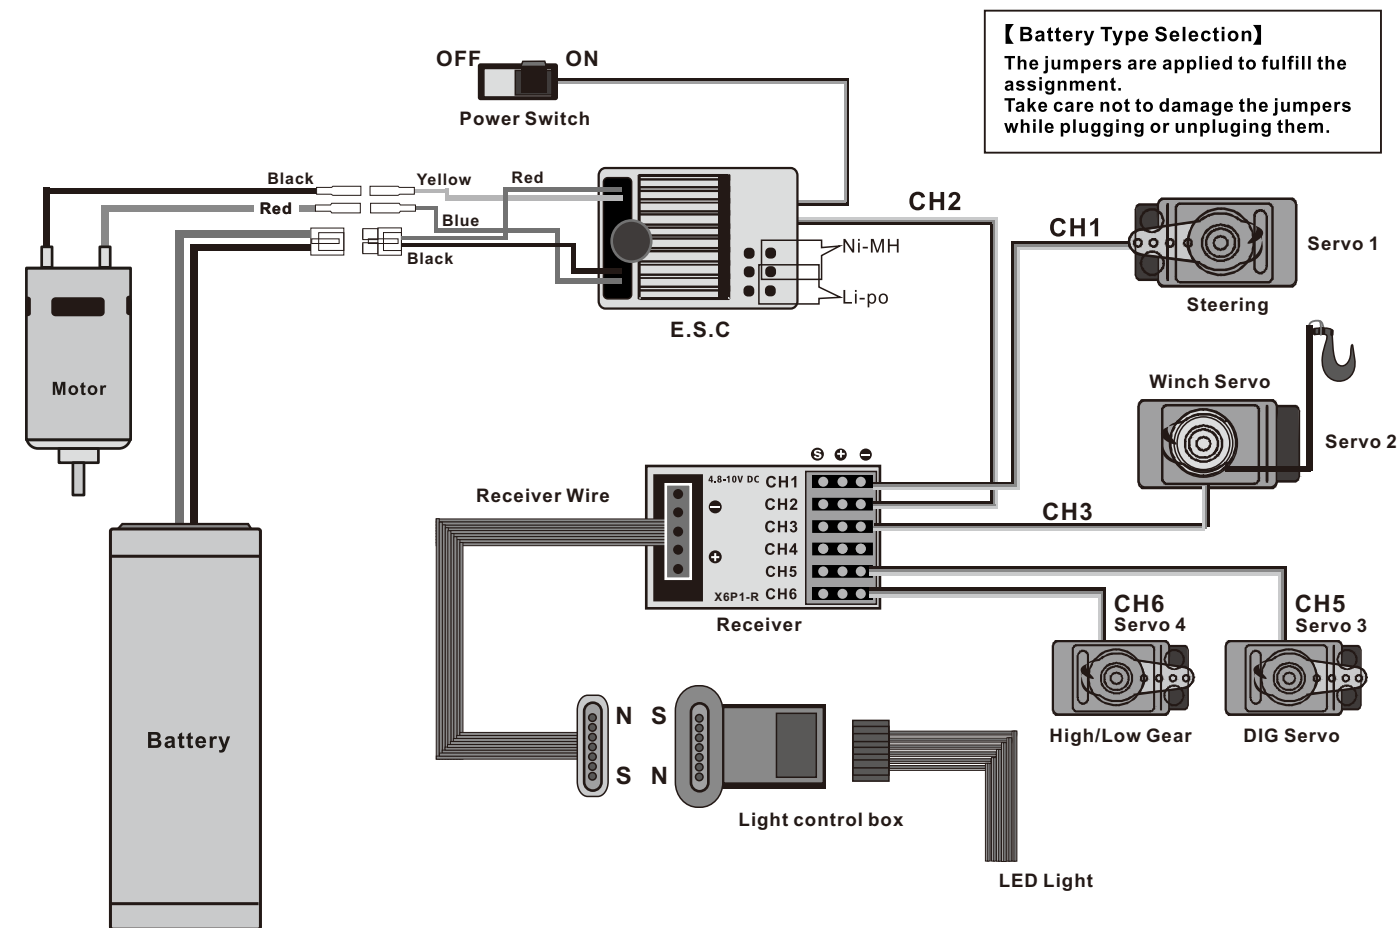 【Battery Type Selection】
The jumpers are applied to fulfill the
assignment.
Take care not to damage the jumpers
while plugging or unpluging them.
OFF ON
Power Switch
Black
Yellow
Red
Red
Blue
Black
CH2
CH1
Ni-MH
Li-po
E.S.C
Servo 1
Steering
Motor
Winch Servo
Servo 2
Receiver Wire
4.8-10V DC
CH1
CH2
CH3
CH4
CH5
CH6
X6P1-R
S + −
−
+
Receiver
CH3
CH6
Servo 4
CH5
Servo 3
High/Low Gear
DIG Servo
Battery
N S
S N
Light control box
LED Light